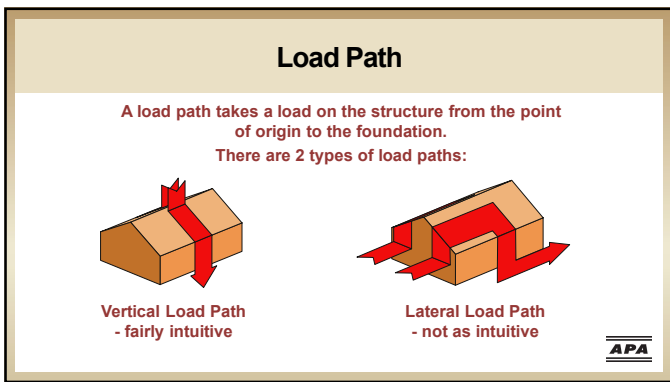 Load Path
A load path takes a load on the structure from the point
of origin to the foundation.
There are 2 types of load paths:
Vertical Load Path
- fairly intuitive
Lateral Load Path
- not as intuitive
APA